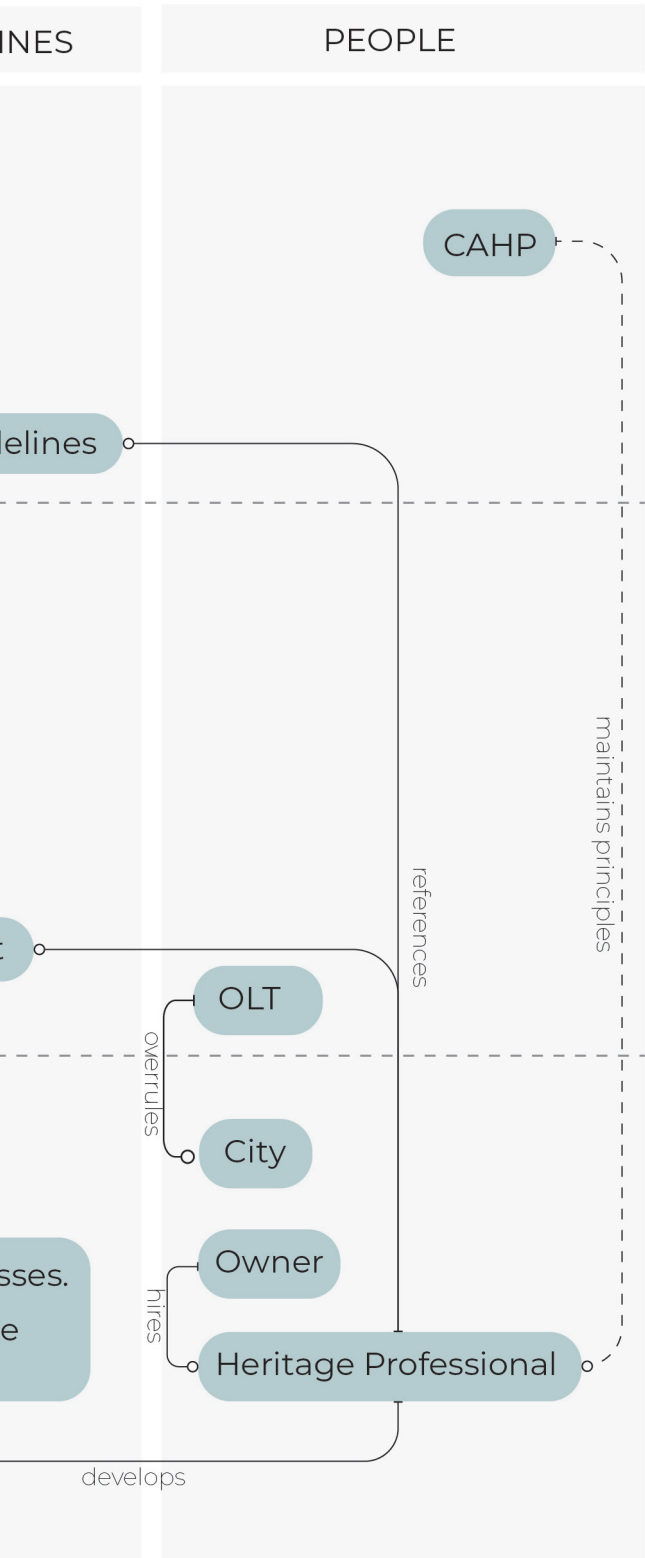 INES
PEOPLE
CAHP
delines
maintains principles
references
t
OLT
overrules
City
Owner
sses.
e
hires
Heritage Professional
develops